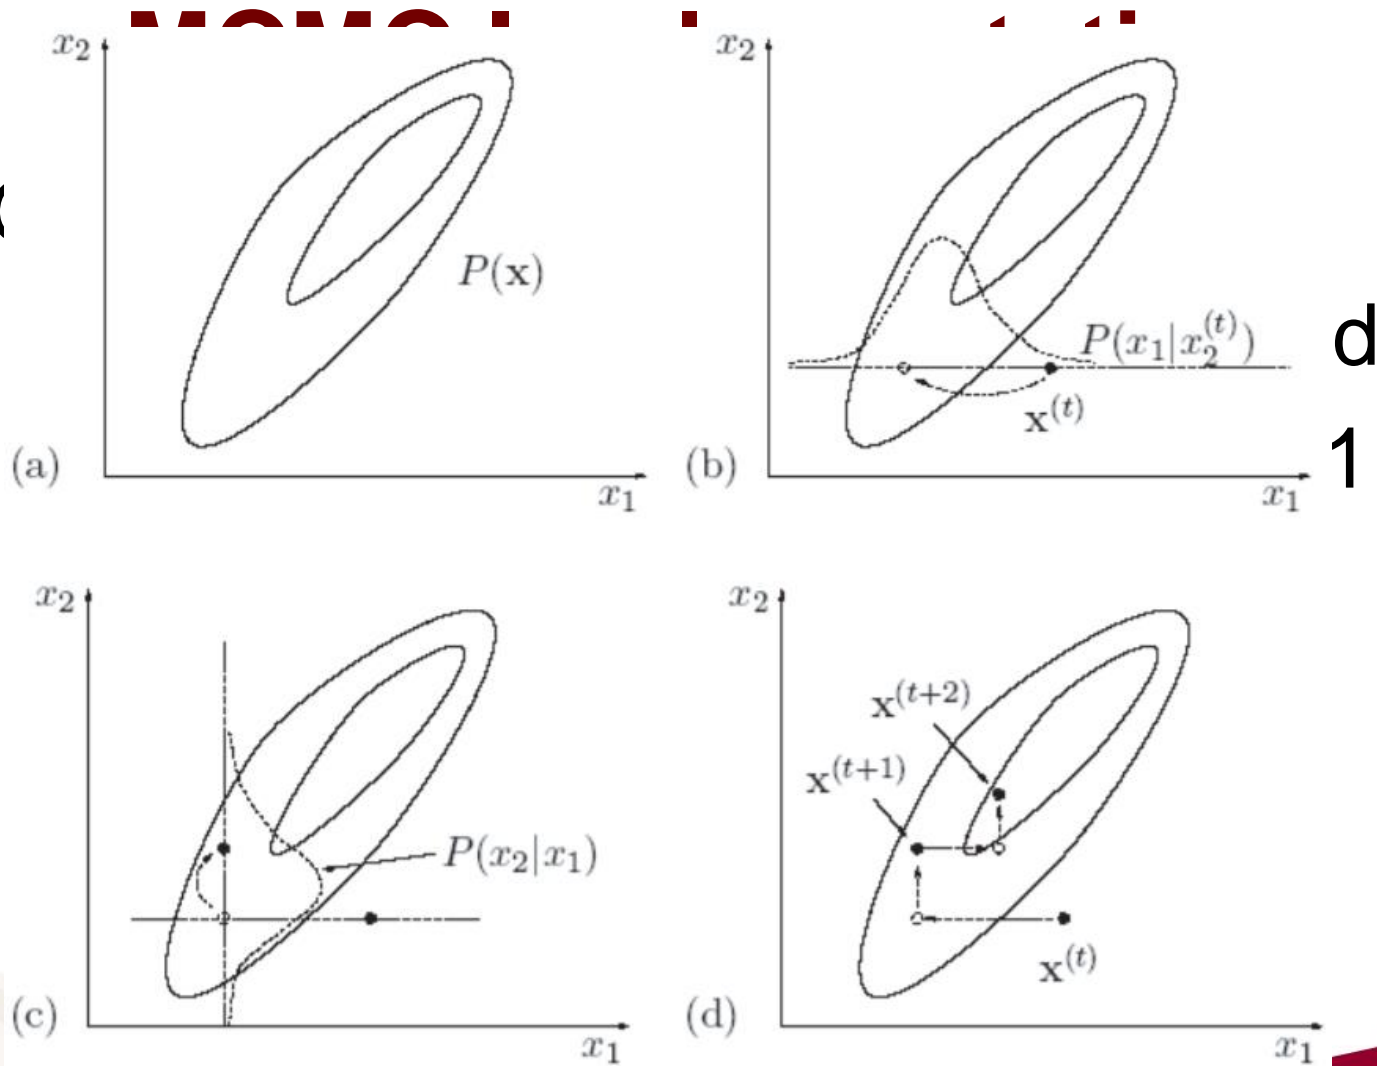 x₂
P(x)
(a)
x₁
x₂
P(x₁|x₂⁽ᵗ⁾)
x⁽ᵗ⁾
(b)
x₁
d
1
x₂
P(x₂|x₁)
(c)
x₁
x₂
x⁽ᵗ⁺²⁾
x⁽ᵗ⁺¹⁾
x⁽ᵗ⁾
(d)
x₁